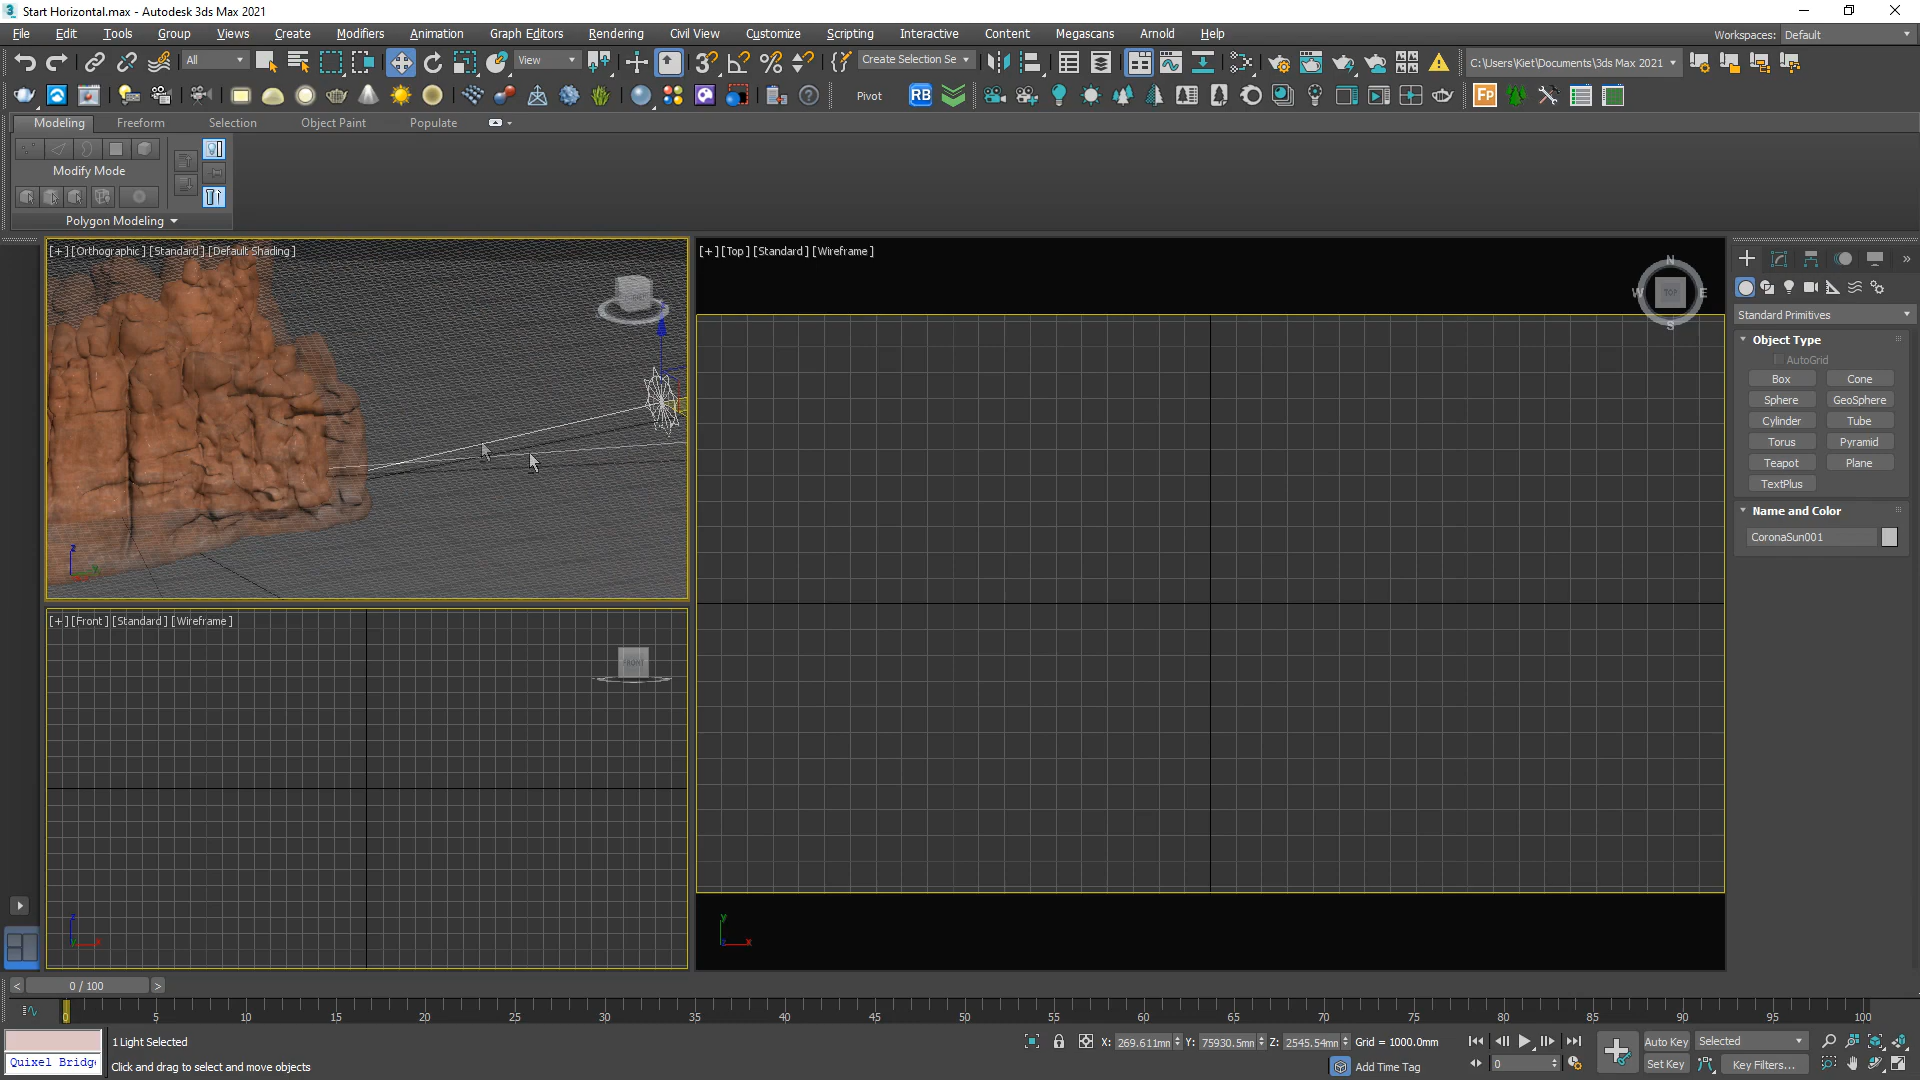 Start Horizontal.max - Autodesk 3ds Max 2021
File Edit Tools Group Views Create Modifiers Animation Graph Editors Rendering Civil View Customize Scripting Interactive Content Megascans Arnold Help
Workspaces: Default
All
View
Create Selection Se
C:\Users\Kiet\Documents\3ds Max 2021
Pivot
RB
Fp
Modeling Freeform Selection Object Paint Populate
Modify Mode
Polygon Modeling
[+] [Orthographic] [Standard] [Default Shading]
[+] [Top] [Standard] [Wireframe]
N
W TOP E
S
Standard Primitives
Object Type
AutoGrid
Box Cone
Sphere GeoSphere
Cylinder Tube
Torus Pyramid
Teapot Plane
TextPlus
Name and Color
CoronaSun001
[+] [Front] [Standard] [Wireframe]
FRONT
z
y x
y
z x
0 / 100
0 5 10 15 20 25 30 35 40 45 50 55 60 65 70 75 80 85 90 95 100
1 Light Selected
X: 269.611mm Y: 75930.5mm Z: 2545.54mm Grid = 1000.0mm
Auto Key Selected
Quixel Bridge
Click and drag to select and move objects
Add Time Tag
0
Set Key Key Filters...